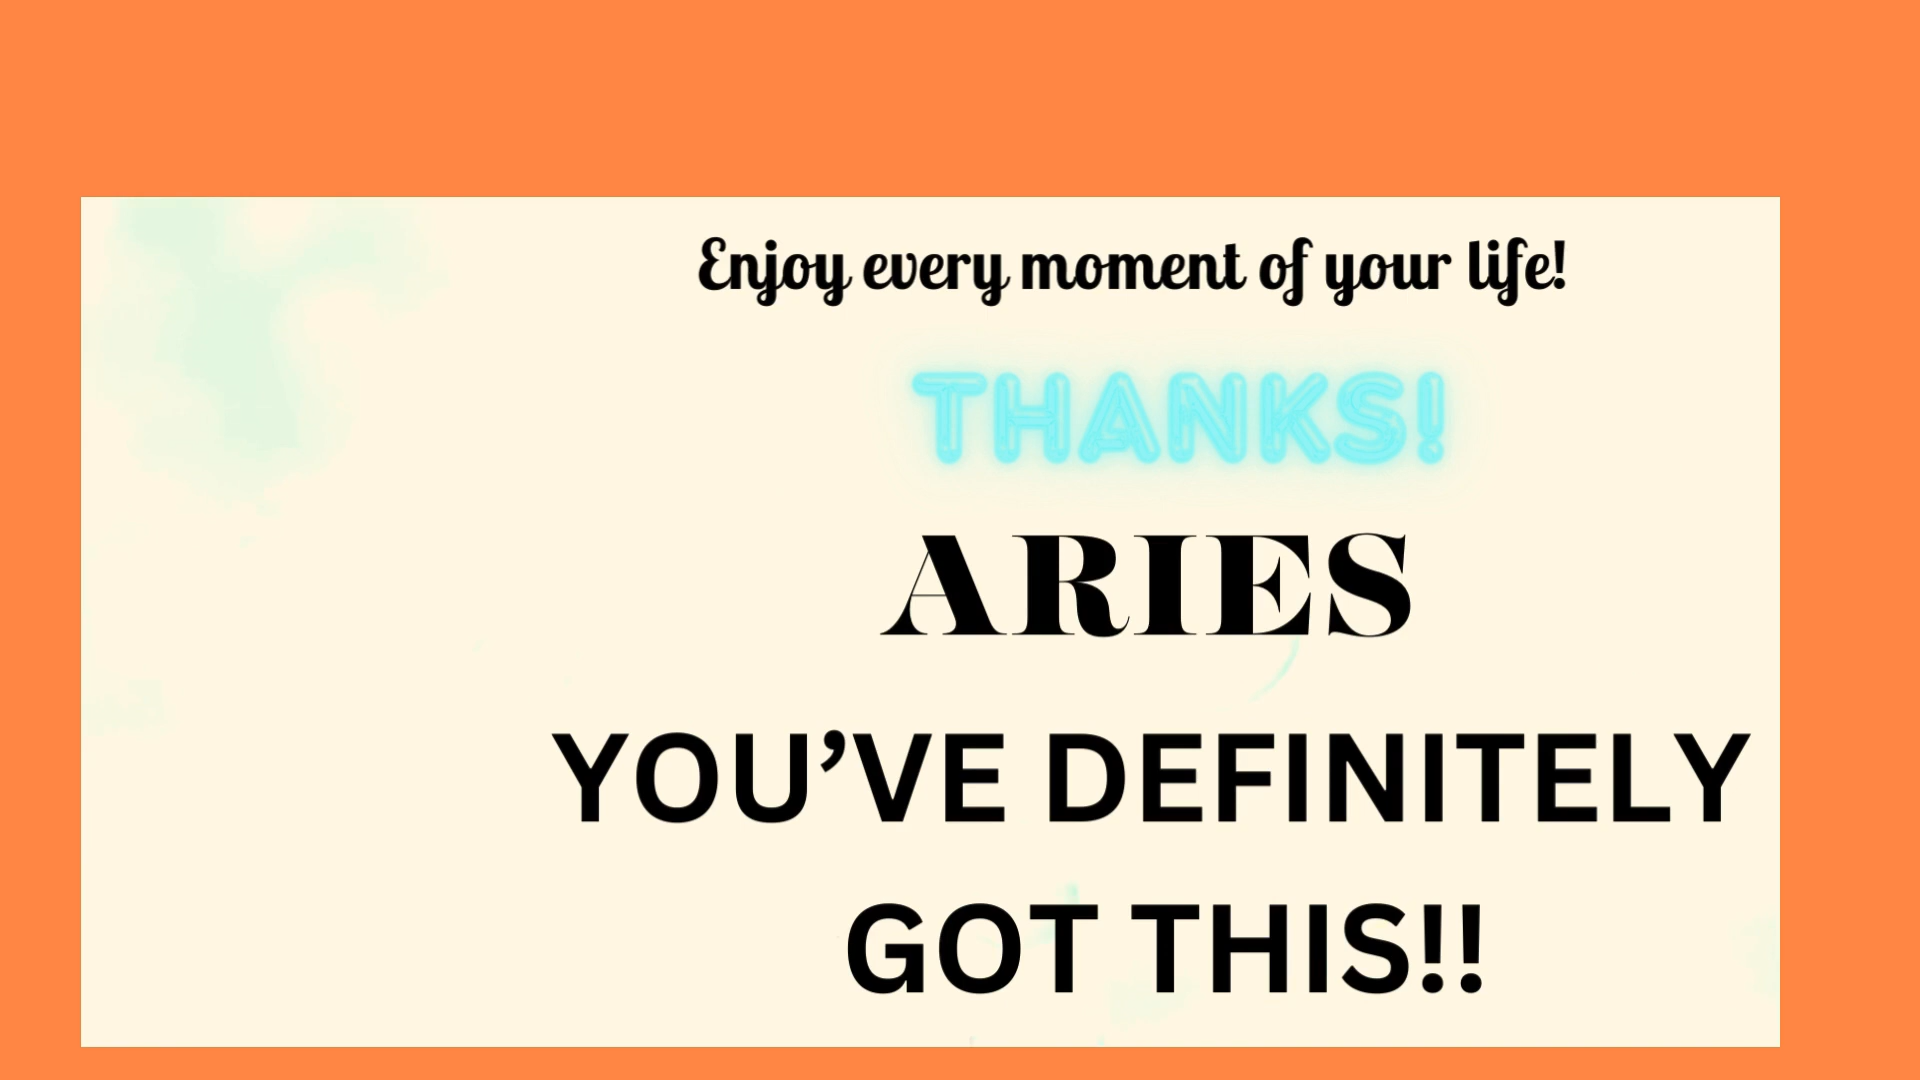 Enjoy every moment of your life!
THANKS!
ARIES
YOU’VE DEFINITELY
GOT THIS!!